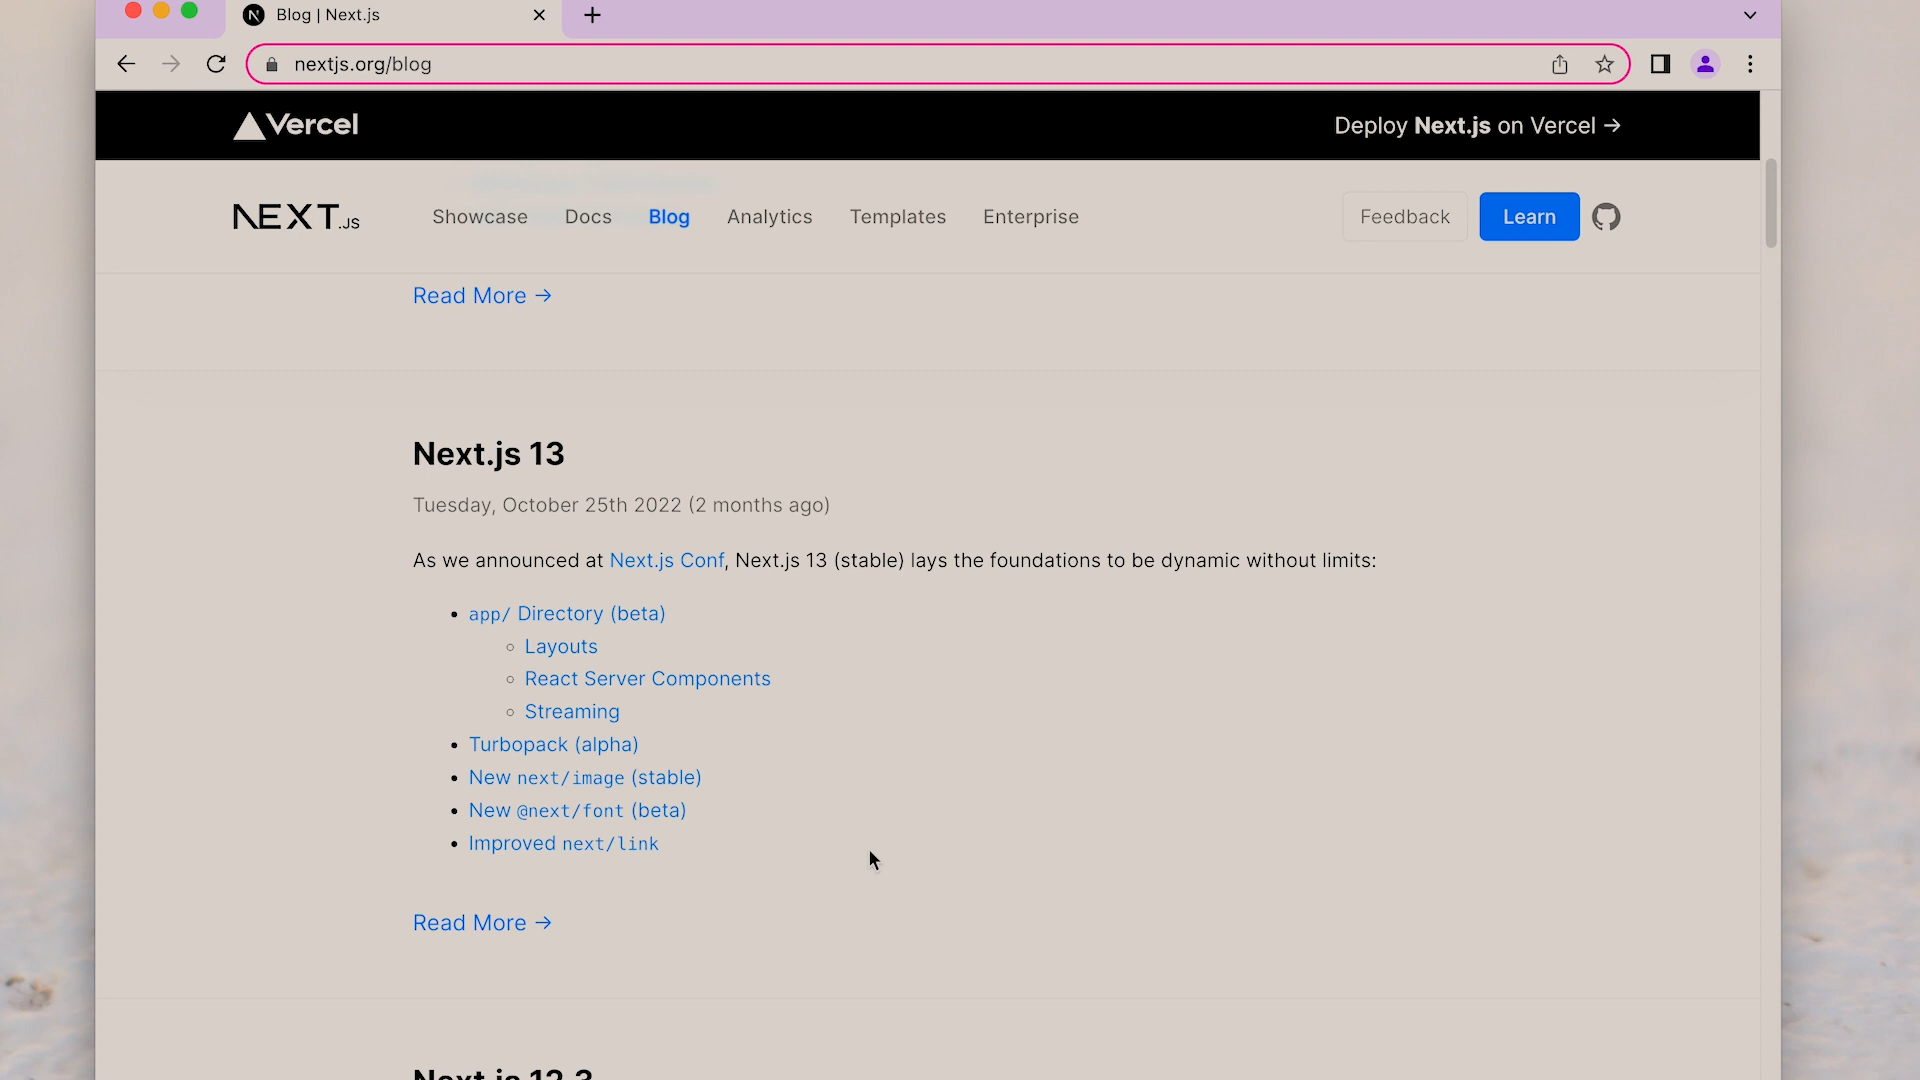 Blog | Next.js
nextjs.org/blog
Vercel
Deploy Next.js on Vercel →
NEXT.JS
Showcase
Docs
Blog
Analytics
Templates
Enterprise
Feedback
Learn
Read More →
Next.js 13
Tuesday, October 25th 2022 (2 months ago)
As we announced at Next.js Conf, Next.js 13 (stable) lays the foundations to be dynamic without limits:
app/ Directory (beta)
Layouts
React Server Components
Streaming
Turbopack (alpha)
New next/image (stable)
New @next/font (beta)
Improved next/link
Read More →
Next.js 12.3